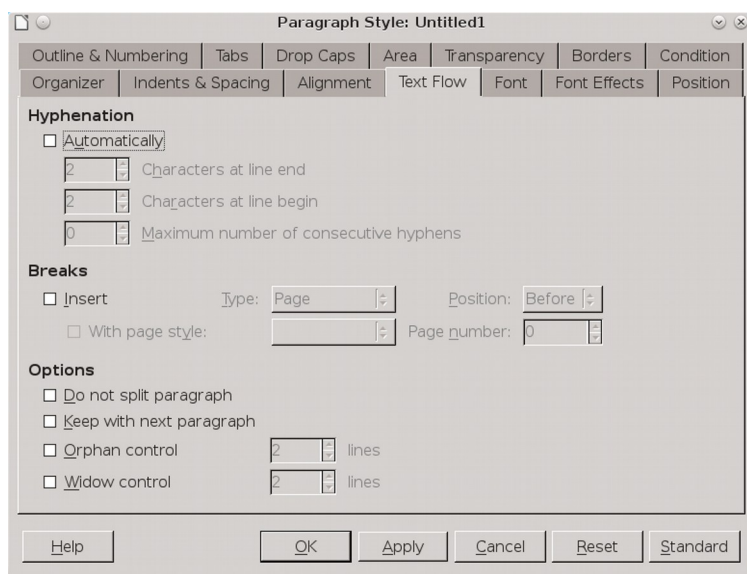 Paragraph Style: Untitled1
Outline & Numbering Tabs Drop Caps Area Transparency Borders Condition
Organizer Indents & Spacing Alignment Text Flow Font Font Effects Position
Hyphenation
Automatically
2 Characters at line end
2 Characters at line begin
0 Maximum number of consecutive hyphens
Breaks
Insert Type: Page Position: Before
With page style: Page number: 0
Options
Do not split paragraph
Keep with next paragraph
Orphan control 2 lines
Widow control 2 lines
Help OK Apply Cancel Reset Standard